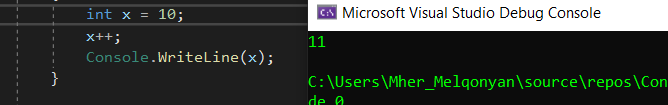 int x = 10;
x++;
Console.WriteLine(x);
}
Microsoft Visual Studio Debug Console
11
C:\Users\Mher_Melqonyan\source\repos\Con
de 0